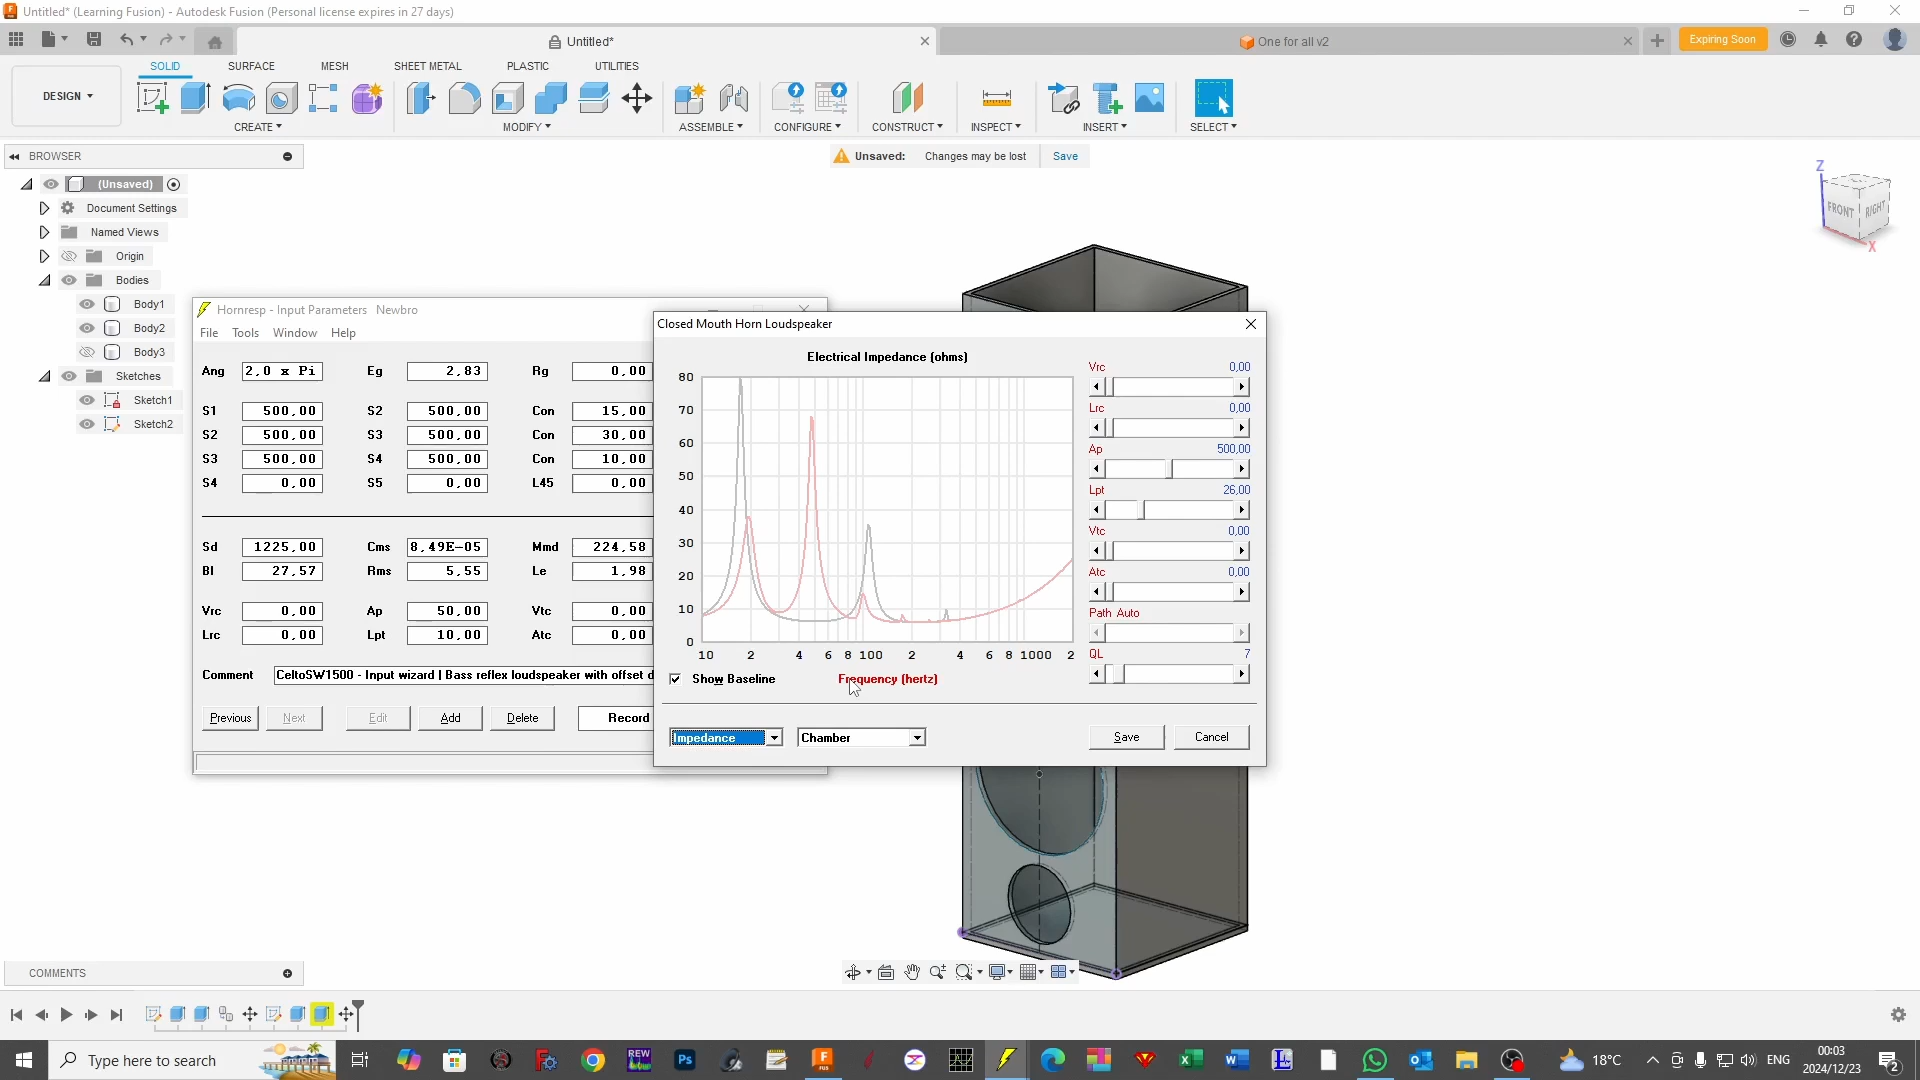 Untitled* (Learning Fusion) - Autodesk Fusion (Personal license expires in 27 days)
Untitled*
One for all v2
Expiring Soon
SOLID SURFACE MESH SHEET METAL PLASTIC UTILITIES
DESIGN
CREATE MODIFY ASSEMBLE CONFIGURE CONSTRUCT INSPECT INSERT SELECT
BROWSER
Unsaved: Changes may be lost Save
(Unsaved)
Document Settings
Named Views
Origin
Bodies
Body1
Body2
Body3
Sketches
Sketch1
Sketch2
Z
FRONT RIGHT
X
Hornresp - Input Parameters Newbro
File Tools Window Help
Ang 2,0 x Pi Eg 2,83 Rg 0,00
S1 500,00 S2 500,00 Con 15,00
S2 500,00 S3 500,00 Con 30,00
S3 500,00 S4 500,00 Con 10,00
S4 0,00 S5 0,00 L45 0,00
Sd 1225,00 Cms 8,49E-05 Mmd 224,58
Bl 27,57 Rms 5,55 Le 1,98
Vrc 0,00 Ap 50,00 Vtc 0,00
Lrc 0,00 Lpt 10,00 Atc 0,00
Comment CeltoSW1500 - Input wizard | Bass reflex loudspeaker with offset d
Previous Next Edit Add Delete Record
Closed Mouth Horn Loudspeaker
Electrical Impedance (ohms)
80
70
60
50
40
30
20
10
0
10 2 4 6 8 100 2 4 6 8 1000 2
Show Baseline Frequency (hertz)
Vrc 0,00
Lrc 0,00
Ap 500,00
Lpt 26,00
Vtc 0,00
Atc 0,00
Path Auto
QL 7
Impedance Chamber Save Cancel
COMMENTS
Type here to search
REW
Ps
FUS
18°C
ENG
00:03
2024/12/23
2